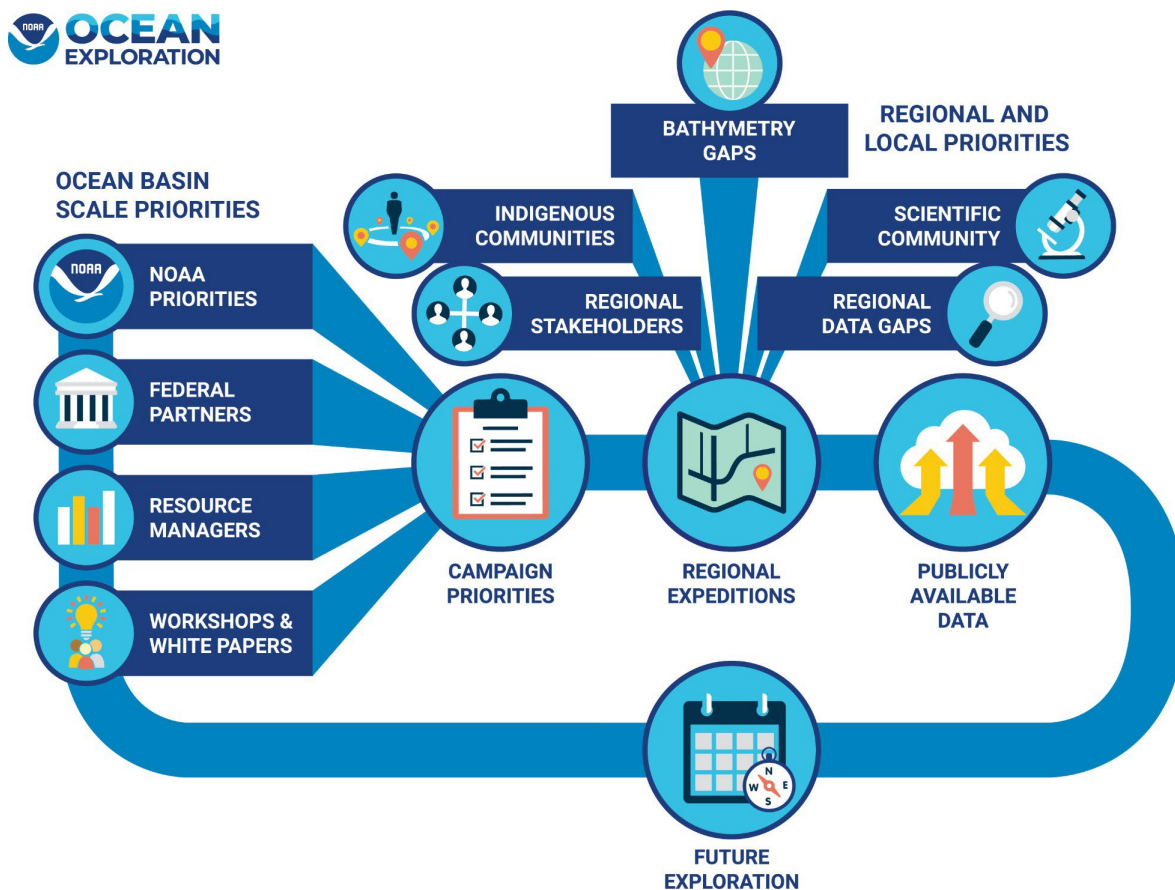 NOAA
OCEAN
EXPLORATION
BATHYMETRY
GAPS
REGIONAL AND
LOCAL PRIORITIES
OCEAN BASIN
SCALE PRIORITIES
INDIGENOUS
COMMUNITIES
SCIENTIFIC
COMMUNITY
NOAA
NOAA
PRIORITIES
REGIONAL
STAKEHOLDERS
REGIONAL
DATA GAPS
FEDERAL
PARTNERS
RESOURCE
MANAGERS
WORKSHOPS &
WHITE PAPERS
CAMPAIGN
PRIORITIES
REGIONAL
EXPEDITIONS
PUBLICLY
AVAILABLE
DATA
N
W E
S
FUTURE
EXPLORATION